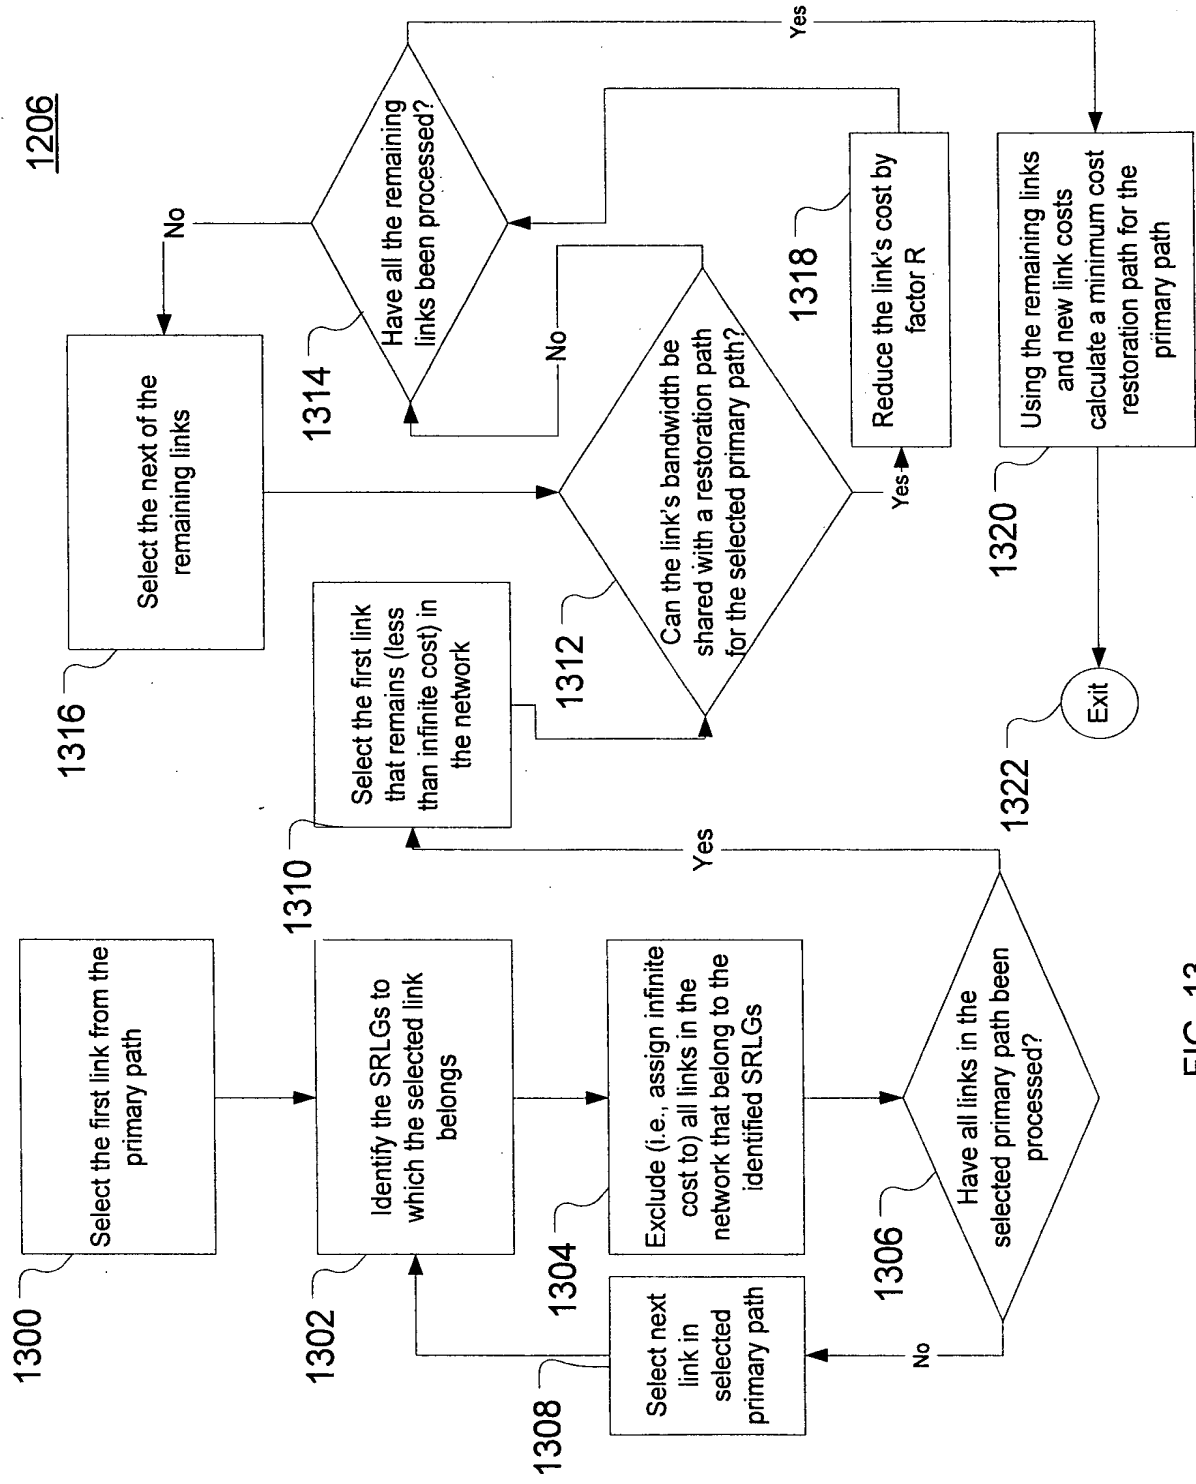 1206
1300
Select the first link from the
primary path
1302
Identify the SRLGs to
which the selected link
belongs
1304
Exclude (i.e., assign infinite
cost to) all links in the
network that belong to the
identified SRLGs
1306
Have all links in the
selected primary path been
processed?
No
Yes
1308
Select next
link in
selected
primary path
1310
Select the first link
that remains (less
than infinite cost) in
the network
1312
Can the link's bandwidth be
shared with a restoration path
for the selected primary path?
No
Yes
1314
Have all the remaining
links been processed?
No
Yes
1316
Select the next of the
remaining links
1318
Reduce the link's cost by
factor R
1320
Using the remaining links
and new link costs
calculate a minimum cost
restoration path for the
primary path
1322
Exit
FIG. 13